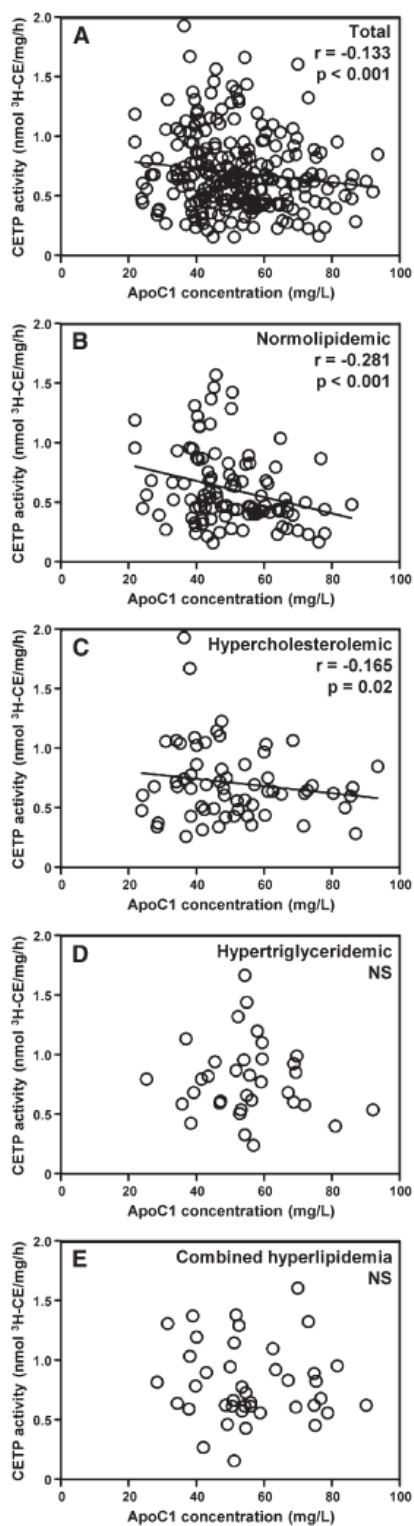 A
Total
r = -0.133
p < 0.001
CETP activity (nmol ³H-CE/mg/h)
2.0
1.5
1.0
0.5
0
0 20 40 60 80 100
ApoC1 concentration (mg/L)
B
Normolipidemic
r = -0.281
p < 0.001
CETP activity (nmol ³H-CE/mg/h)
2.0
1.5
1.0
0.5
0
0 20 40 60 80 100
ApoC1 concentration (mg/L)
C
Hypercholesterolemic
r = -0.165
p = 0.02
CETP activity (nmol ³H-CE/mg/h)
2.0
1.5
1.0
0.5
0
0 20 40 60 80 100
ApoC1 concentration (mg/L)
D
Hypertriglyceridemic
NS
CETP activity (nmol ³H-CE/mg/h)
2.0
1.5
1.0
0.5
0
0 20 40 60 80 100
ApoC1 concentration (mg/L)
E
Combined hyperlipidemia
NS
CETP activity (nmol ³H-CE/mg/h)
2.0
1.5
1.0
0.5
0
0 20 40 60 80 100
ApoC1 concentration (mg/L)